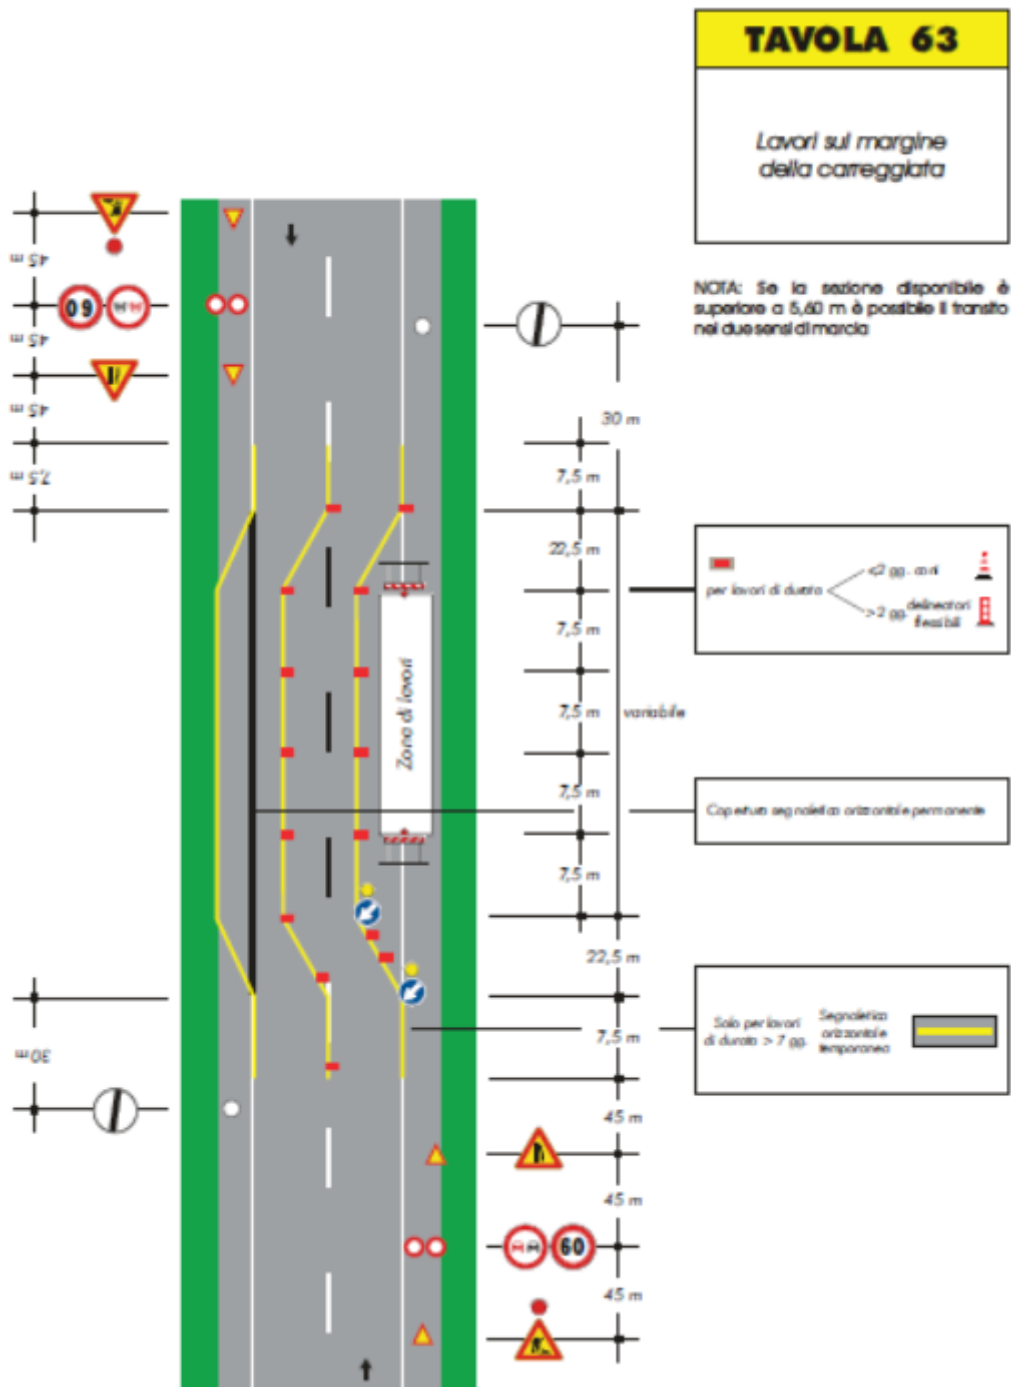 TAVOLA 63
Lavori sul margine
della carreggiata
NOTA: Se la sezione disponibile è
superiore a 5,60 m è possibile il transito
nei due sensi di marcia
45 m
60
45 m
45 m
7,5 m
30 m
7,5 m
22,5 m
7,5 m
7,5 m
variabile
7,5 m
7,5 m
22,5 m
7,5 m
45 m
45 m
60
45 m
30 m
Zona di lavori
per lavori di durata
<2 gg. coni
>2 gg. delineatori
flessibili
Copertura segnaletica orizzontale permanente
Solo per lavori
di durata > 7 gg.
Segnaletica
orizzontale
temporanea